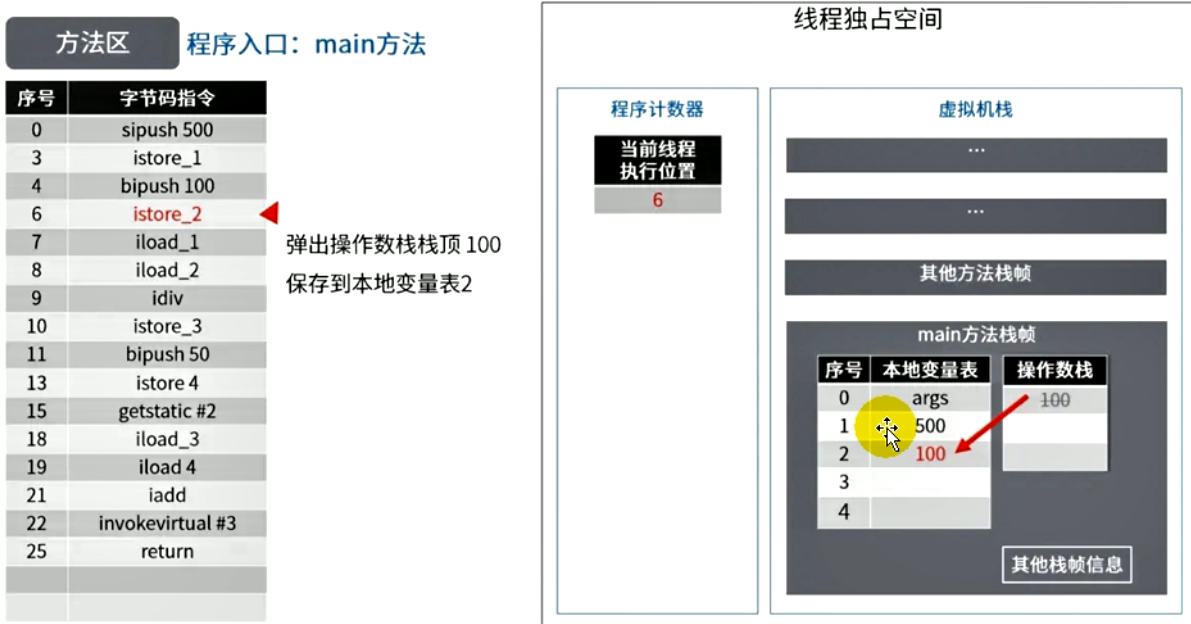 方法区
程序入口：main方法
序号 字节码指令
0 sipush 500
3 istore_1
4 bipush 100
6 istore_2
7 iload_1
8 iload_2
9 idiv
10 istore_3
11 bipush 50
13 istore 4
15 getstatic #2
18 iload_3
19 iload 4
21 iadd
22 invokevirtual #3
25 return
弹出操作数栈栈顶 100
保存到本地变量表2
线程独占空间
程序计数器
当前线程
执行位置
6
虚拟机栈
...
...
其他方法栈帧
main方法栈帧
序号 本地变量表
0 args
1 500
2 100
3
4
操作数栈
100
其他栈帧信息